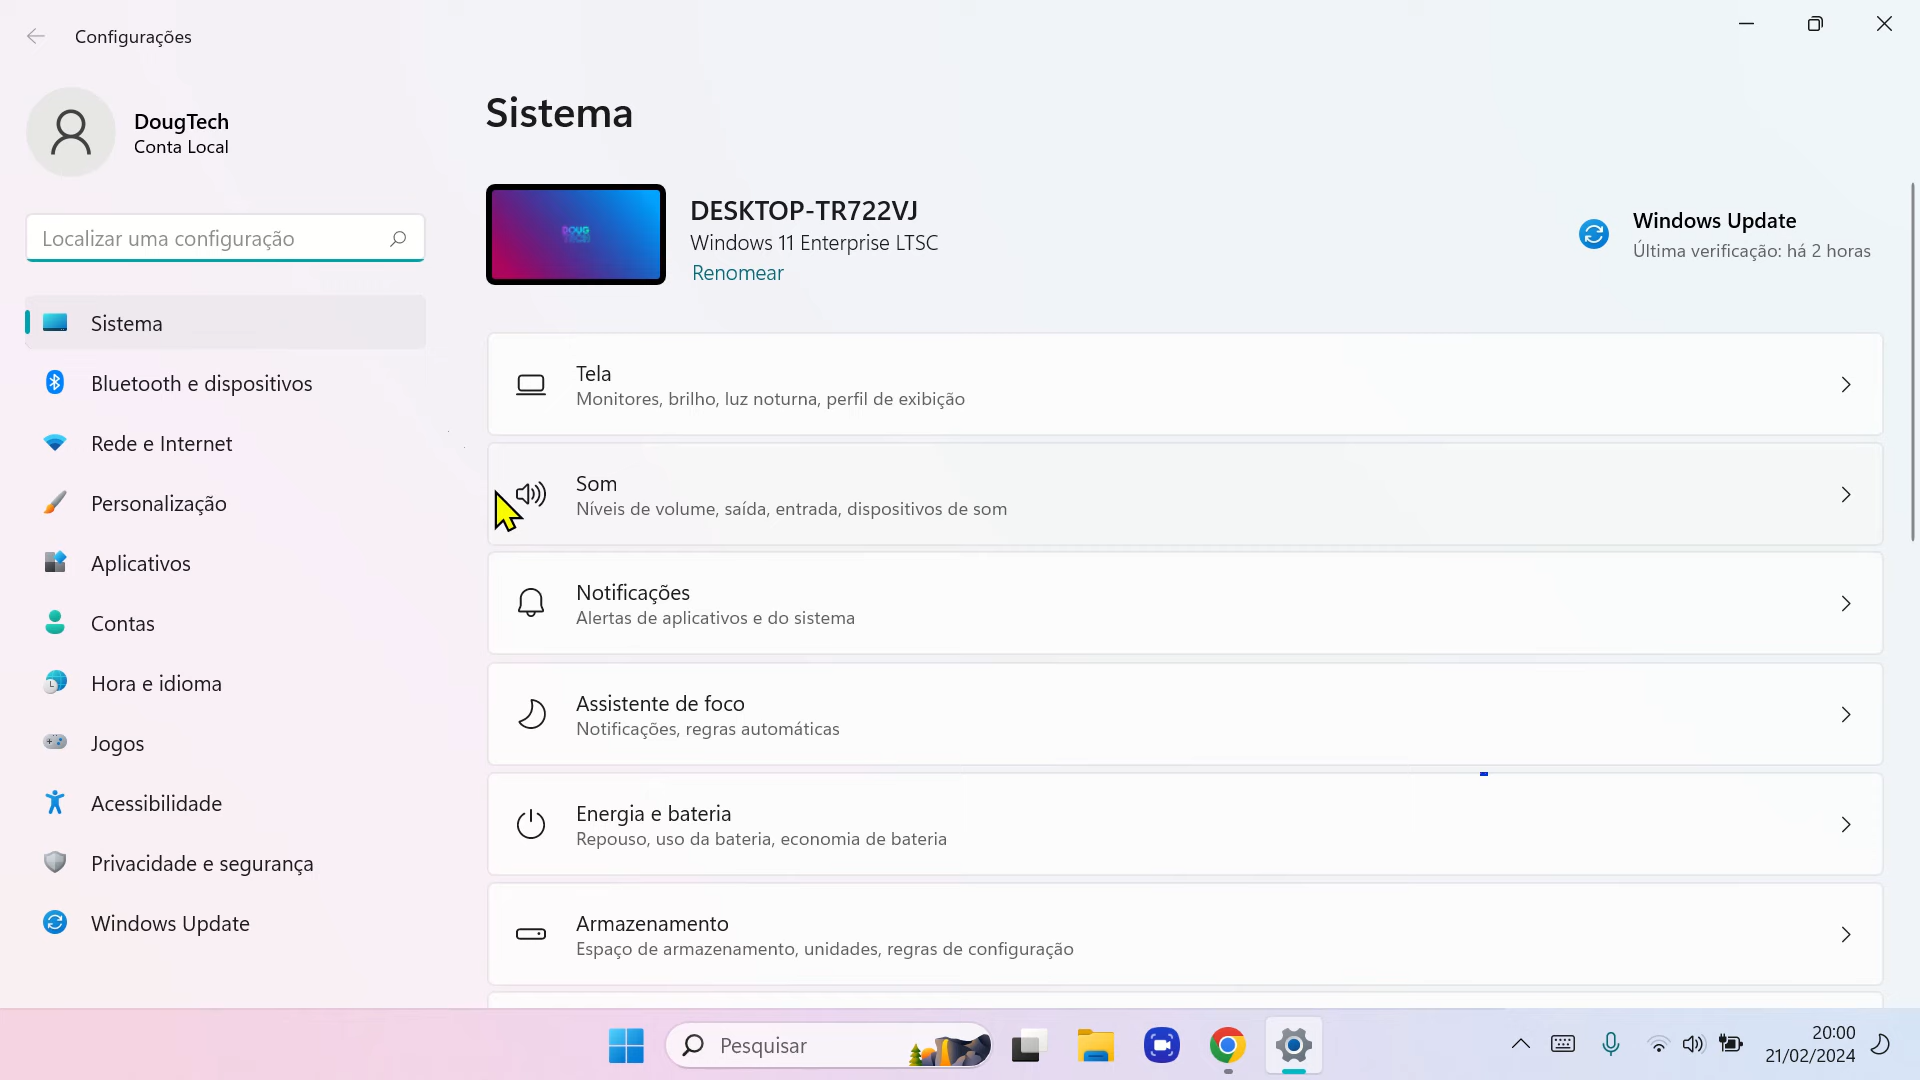 Configurações
DougTech
Conta Local
Localizar uma configuração
Sistema
Bluetooth e dispositivos
Rede e Internet
Personalização
Aplicativos
Contas
Hora e idioma
Jogos
Acessibilidade
Privacidade e segurança
Windows Update
Sistema
DOUG
TECH
DESKTOP-TR722VJ
Windows 11 Enterprise LTSC
Renomear
Windows Update
Última verificação: há 2 horas
Tela
Monitores, brilho, luz noturna, perfil de exibição
Som
Níveis de volume, saída, entrada, dispositivos de som
Notificações
Alertas de aplicativos e do sistema
Assistente de foco
Notificações, regras automáticas
Energia e bateria
Repouso, uso da bateria, economia de bateria
Armazenamento
Espaço de armazenamento, unidades, regras de configuração
Pesquisar
20:00
21/02/2024